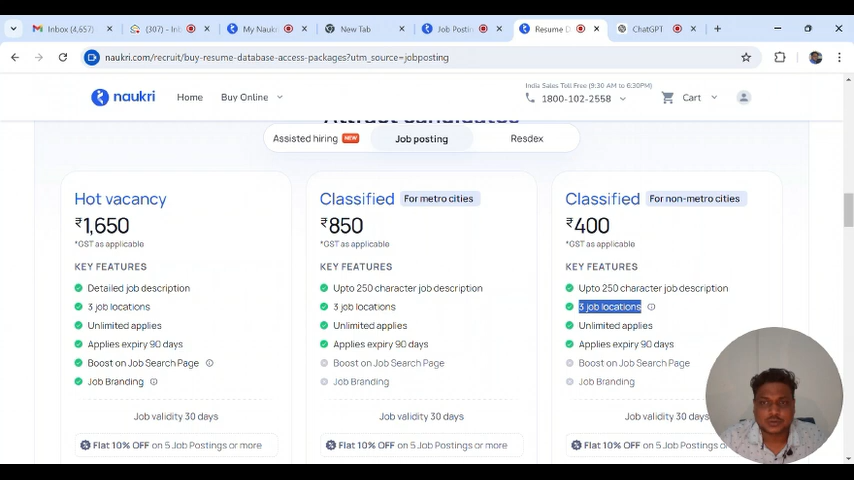 Inbox (4,657)
(307) - Inb
My Nauk
New Tab
Job Postin
Resume D
ChatGPT
naukri.com/recruit/buy-resume-database-access-packages?utm_source=jobposting
naukri
Home
Buy Online
India Sales Toll Free (9:30 AM to 6:30PM)
1800-102-2558
Cart
Attract candidates
Assisted hiring NEW
Job posting
Resdex
Hot vacancy
₹1,650
*GST as applicable
KEY FEATURES
Detailed job description
3 job locations
Unlimited applies
Applies expiry 90 days
Boost on Job Search Page
Job Branding
Job validity 30 days
Flat 10% OFF on 5 Job Postings or more
Classified For metro cities
₹850
*GST as applicable
KEY FEATURES
Upto 250 character job description
3 job locations
Unlimited applies
Applies expiry 90 days
Boost on Job Search Page
Job Branding
Job validity 30 days
Flat 10% OFF on 5 Job Postings or more
Classified For non-metro cities
₹400
*GST as applicable
KEY FEATURES
Upto 250 character job description
3 job locations
Unlimited applies
Applies expiry 90 days
Boost on Job Search Page
Job Branding
Job validity 30 days
Flat 10% OFF on 5 Job Postings or